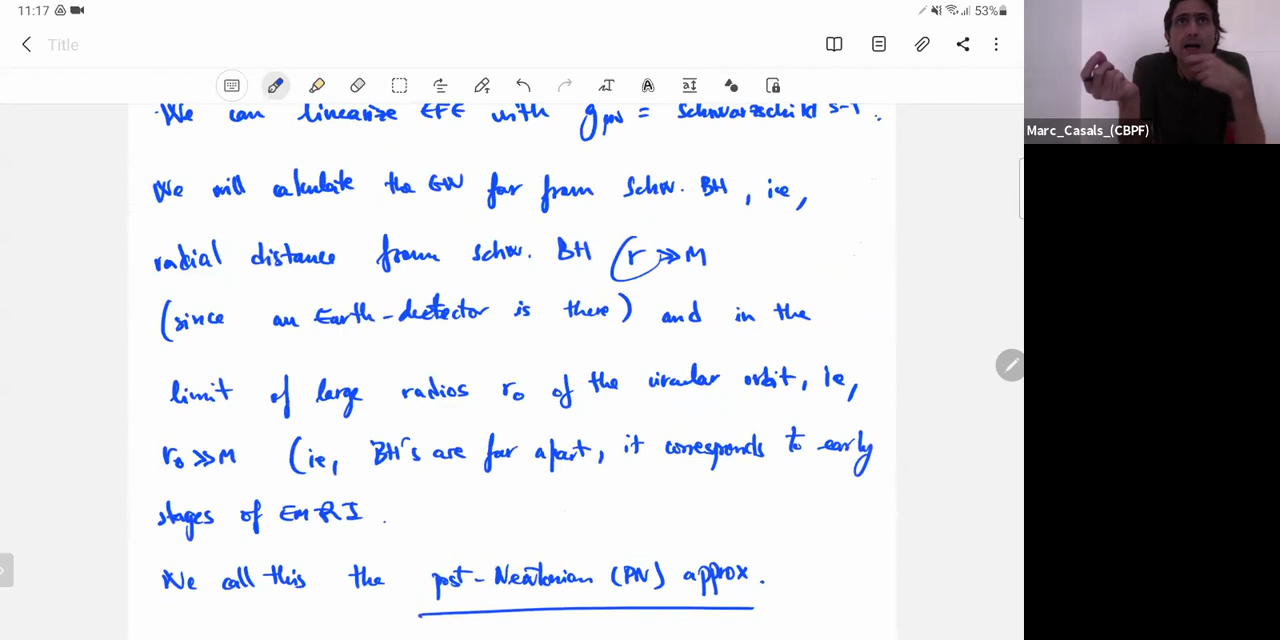 11:17
53%
Title
We can linearize EFE with gμν = Schwarzschild s-t.
We will calculate the GW far from Schw. BH, ie,
radial distance from Schw. BH (r >> M
(since an Earth-detector is there) and in the
limit of large radios r₀ of the circular orbit, ie,
r₀ >> M (ie, BH's are far apart, it corresponds to early
stages of EMRI.
We call this the post-Newtonian (PN) approx.
Marc_Casals_(CBPF)